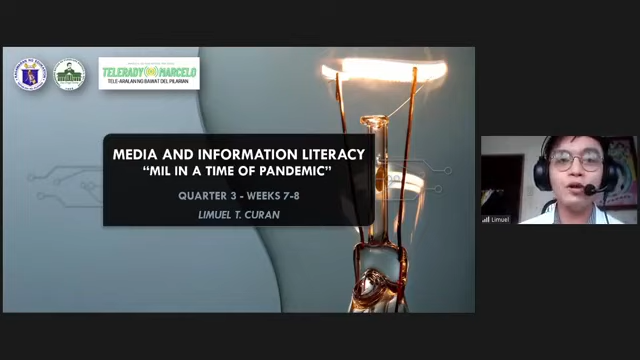 TELERADYO MARCELO
TELE-ARALAN NG BAWAT DEL PILARIAN
MEDIA AND INFORMATION LITERACY
“MIL IN A TIME OF PANDEMIC”
QUARTER 3 - WEEKS 7-8
LIMUEL T. CURAN
Limuel